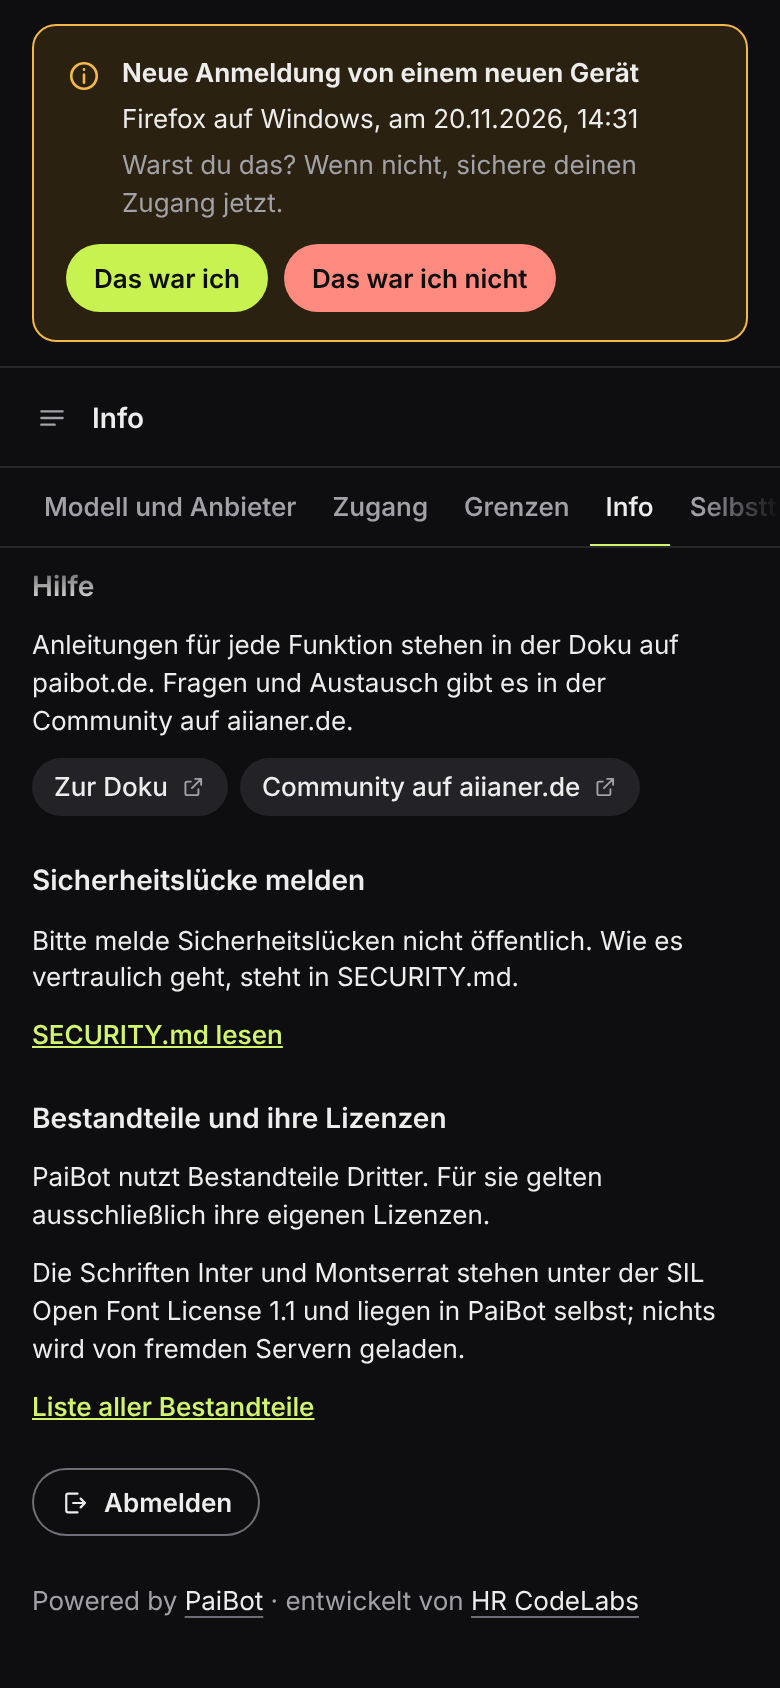 Neue Anmeldung von einem neuen Gerät
Firefox auf Windows, am 20.11.2026, 14:31
Warst du das? Wenn nicht, sichere deinen
Zugang jetzt.
Das war ich
Das war ich nicht
Info
Modell und Anbieter
Zugang
Grenzen
Info
Selbstt
Hilfe
Anleitungen für jede Funktion stehen in der Doku auf
paibot.de. Fragen und Austausch gibt es in der
Community auf aiianer.de.
Zur Doku
Community auf aiianer.de
Sicherheitslücke melden
Bitte melde Sicherheitslücken nicht öffentlich. Wie es
vertraulich geht, steht in SECURITY.md.
SECURITY.md lesen
Bestandteile und ihre Lizenzen
PaiBot nutzt Bestandteile Dritter. Für sie gelten
ausschließlich ihre eigenen Lizenzen.
Die Schriften Inter und Montserrat stehen unter der SIL
Open Font License 1.1 und liegen in PaiBot selbst; nichts
wird von fremden Servern geladen.
Liste aller Bestandteile
Abmelden
Powered by PaiBot · entwickelt von HR CodeLabs